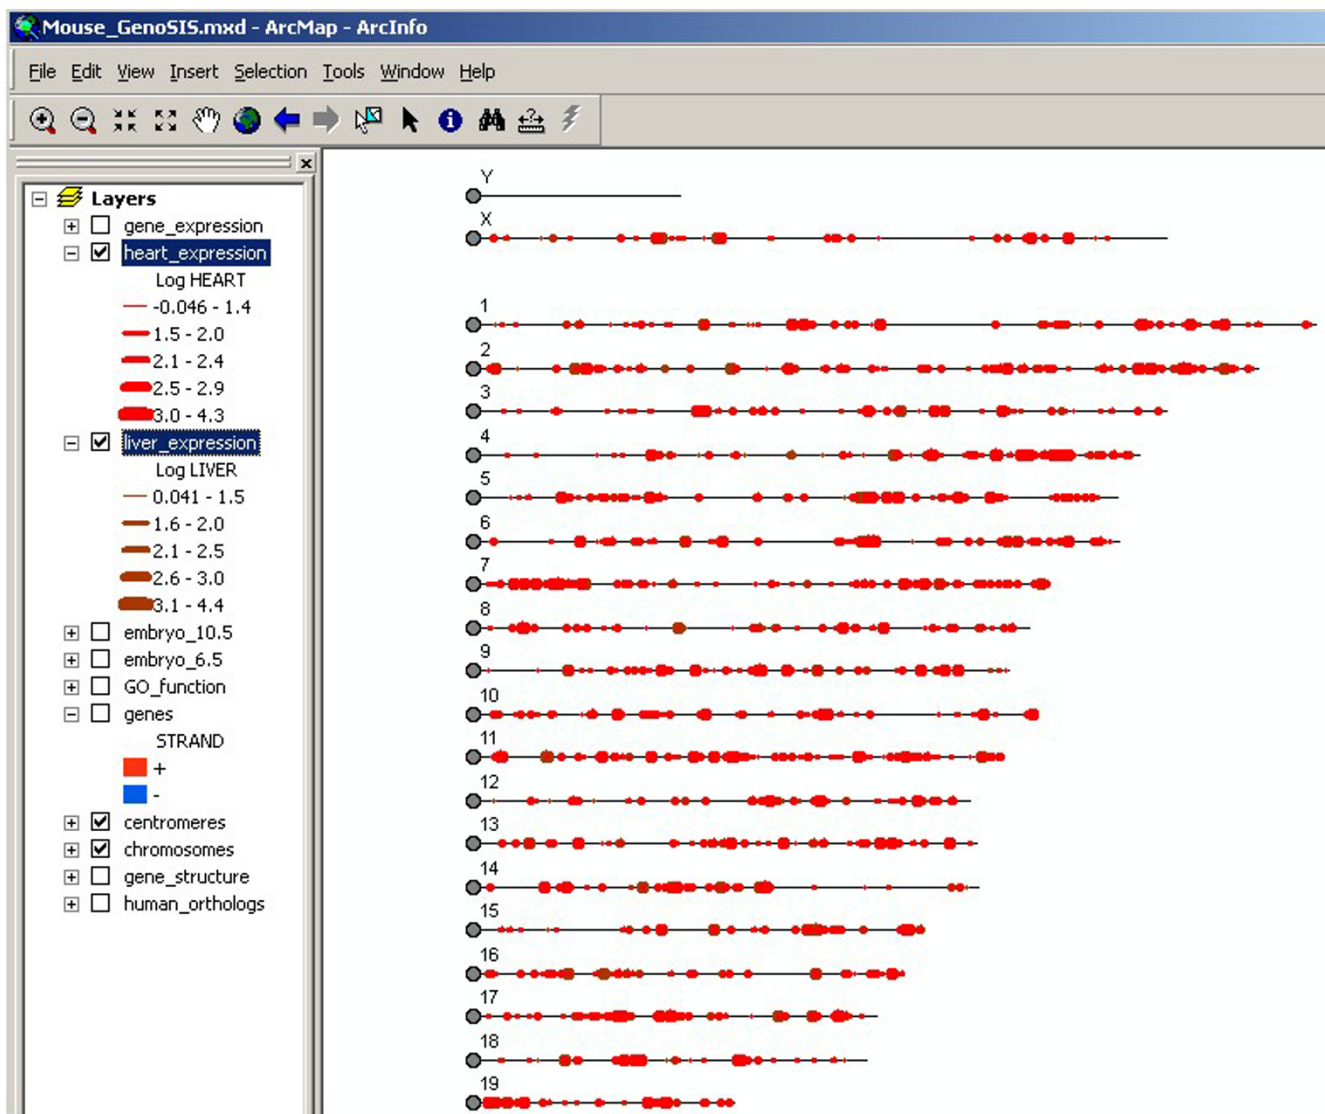 Mouse_GenoSIS.mxd - ArcMap - ArcInfo
File Edit View Insert Selection Tools Window Help
Layers
gene_expression
heart_expression
Log HEART
-0.046 - 1.4
1.5 - 2.0
2.1 - 2.4
2.5 - 2.9
3.0 - 4.3
liver_expression
Log LIVER
0.041 - 1.5
1.6 - 2.0
2.1 - 2.5
2.6 - 3.0
3.1 - 4.4
embryo_10.5
embryo_6.5
GO_function
genes
STRAND
+
-
centromeres
chromosomes
gene_structure
human_orthologs
Y
X
1
2
3
4
5
6
7
8
9
10
11
12
13
14
15
16
17
18
19